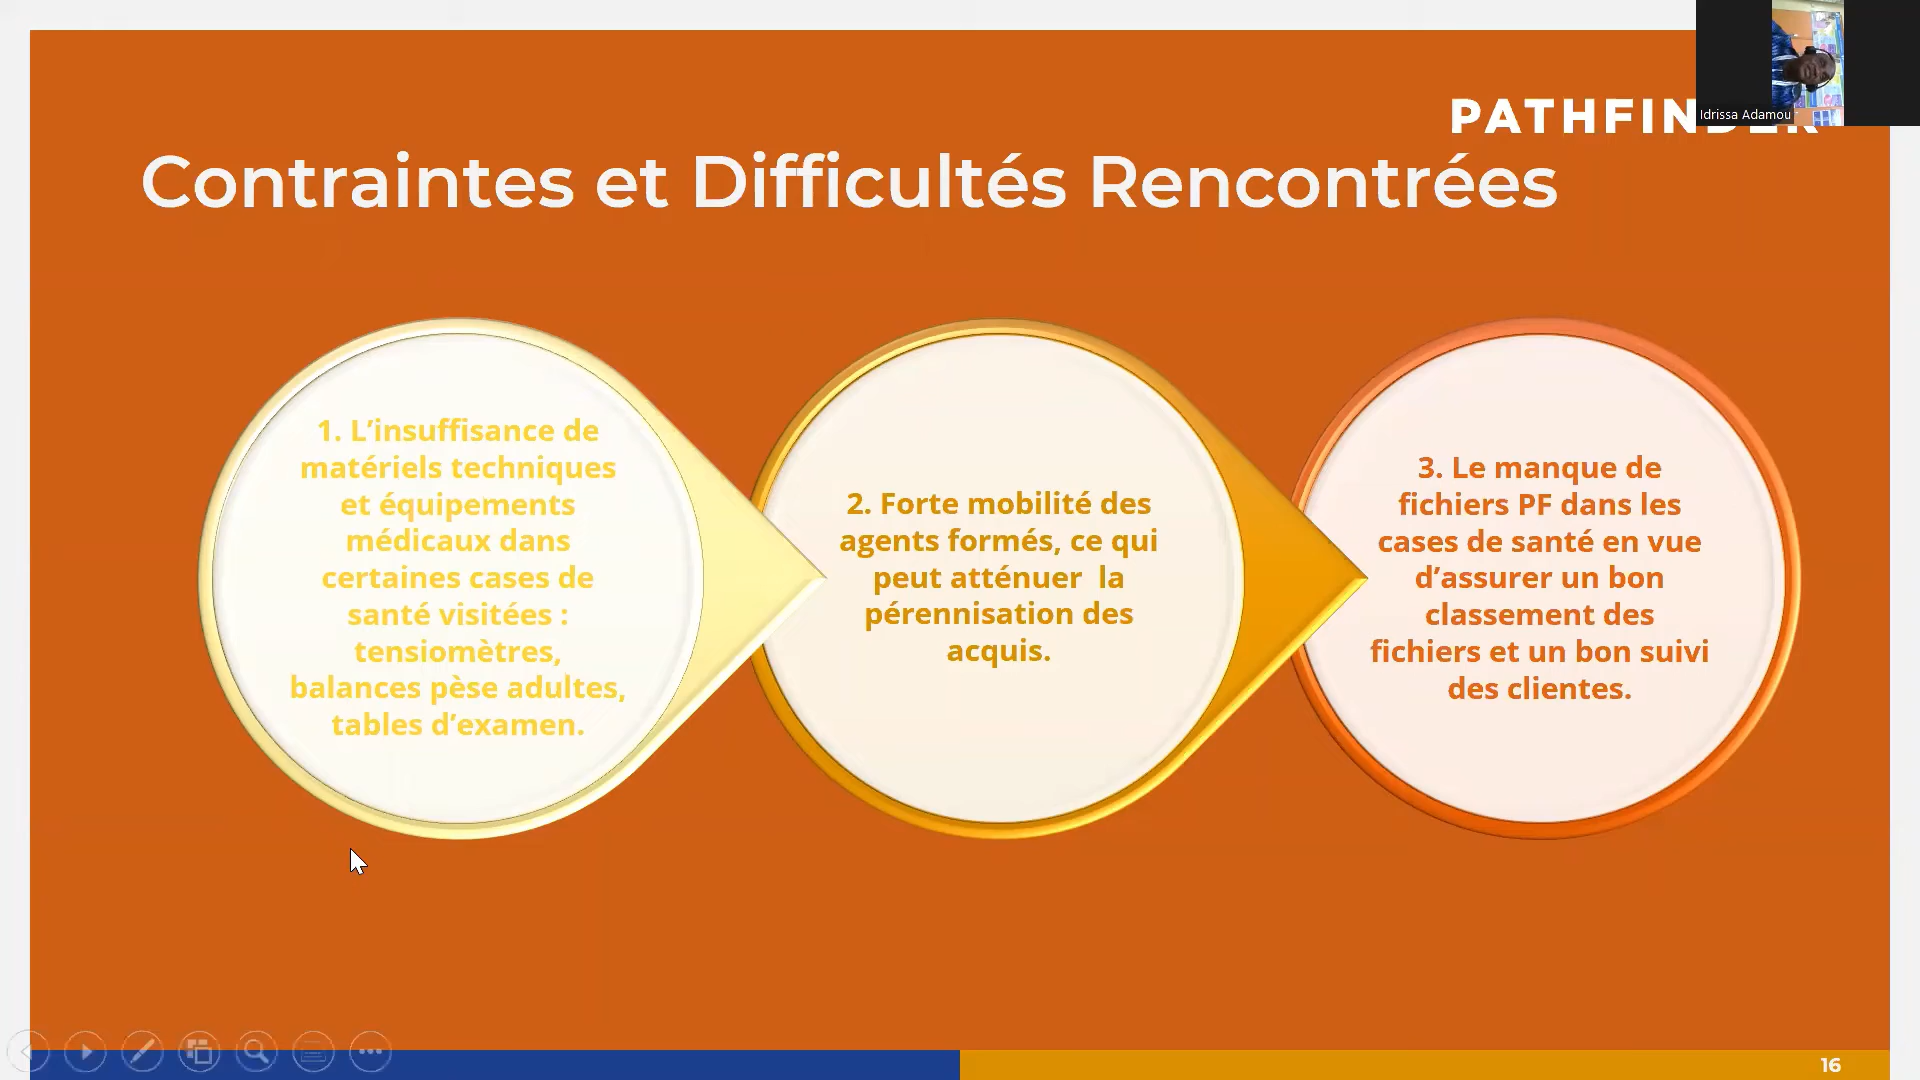 Idrissa Adamou
Contraintes et Difficultés Rencontrées
1. L’insuffisance de
matériels techniques
et équipements
médicaux dans
certaines cases de
santé visitées :
tensiomètres,
balances pèse adultes,
tables d’examen.
2. Forte mobilité des
agents formés, ce qui
peut atténuer la
pérennisation des
acquis.
3. Le manque de
fichiers PF dans les
cases de santé en vue
d’assurer un bon
classement des
fichiers et un bon suivi
des clientes.
16